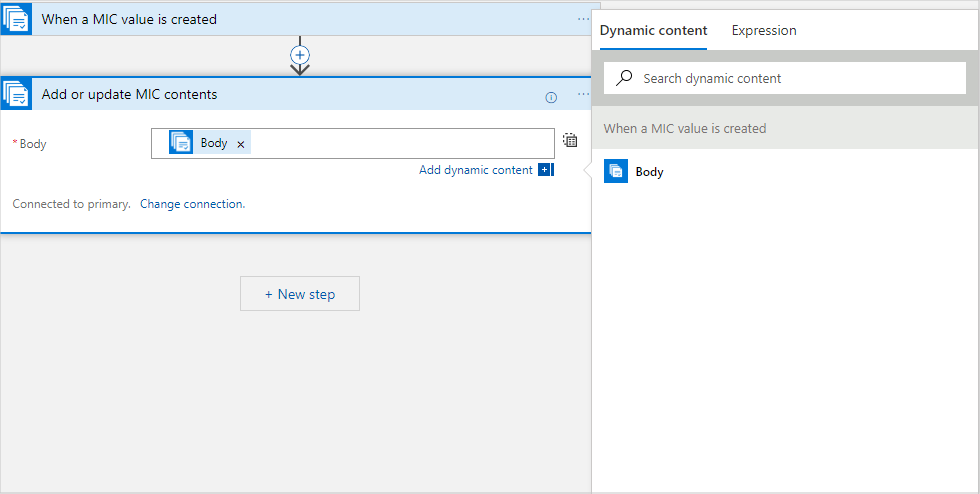 When a MIC value is created
...
Add or update MIC contents
...
* Body
Body ×
Add dynamic content +
Connected to primary. Change connection.
+ New step
Dynamic content Expression
Search dynamic content
When a MIC value is created
Body